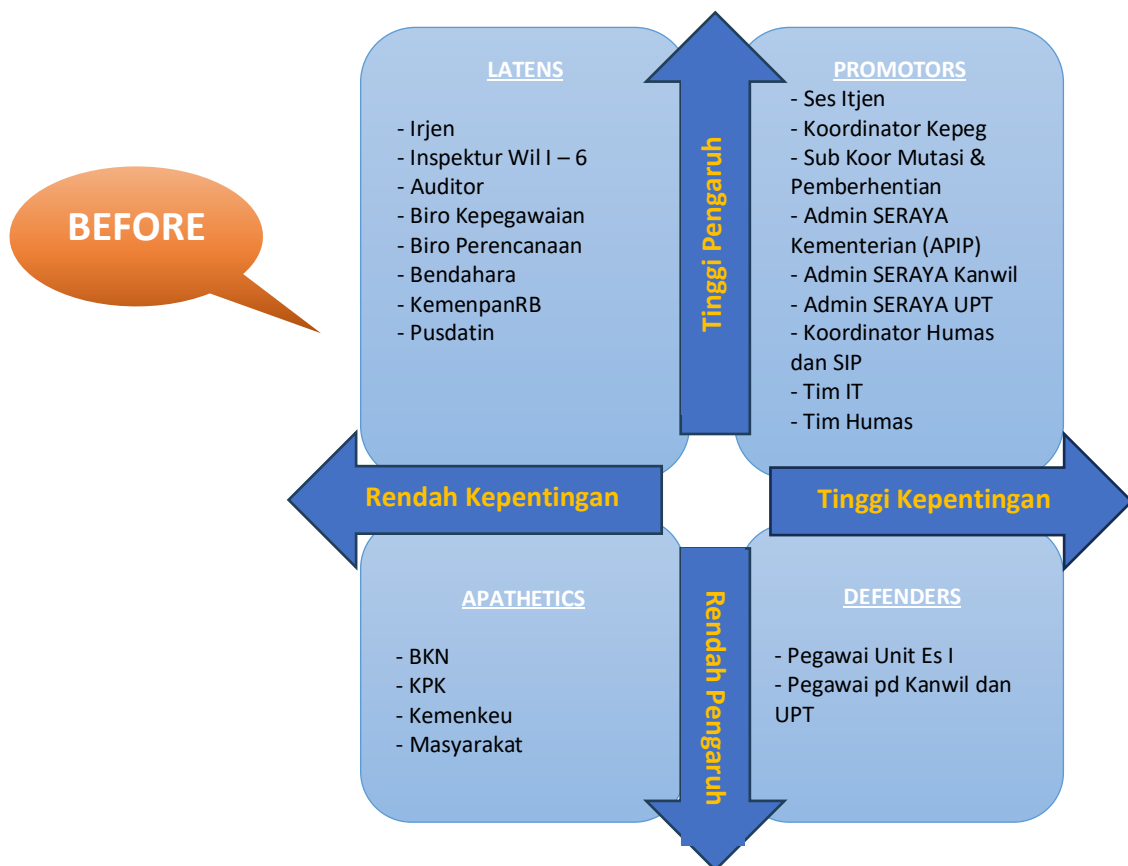 BEFORE
LATENS
- Irjen
- Inspektur Wil I – 6
- Auditor
- Biro Kepegawaian
- Biro Perencanaan
- Bendahara
- KemenpanRB
- Pusdatin
Tinggi Pengaruh
PROMOTORS
- Ses Itjen
- Koordinator Kepeg
- Sub Koor Mutasi &
Pemberhentian
- Admin SERAYA
Kementerian (APIP)
- Admin SERAYA Kanwil
- Admin SERAYA UPT
- Koordinator Humas
dan SIP
- Tim IT
- Tim Humas
Rendah Kepentingan
Tinggi Kepentingan
APATHETICS
- BKN
- KPK
- Kemenkeu
- Masyarakat
Rendah Pengaruh
DEFENDERS
- Pegawai Unit Es I
- Pegawai pd Kanwil dan
UPT